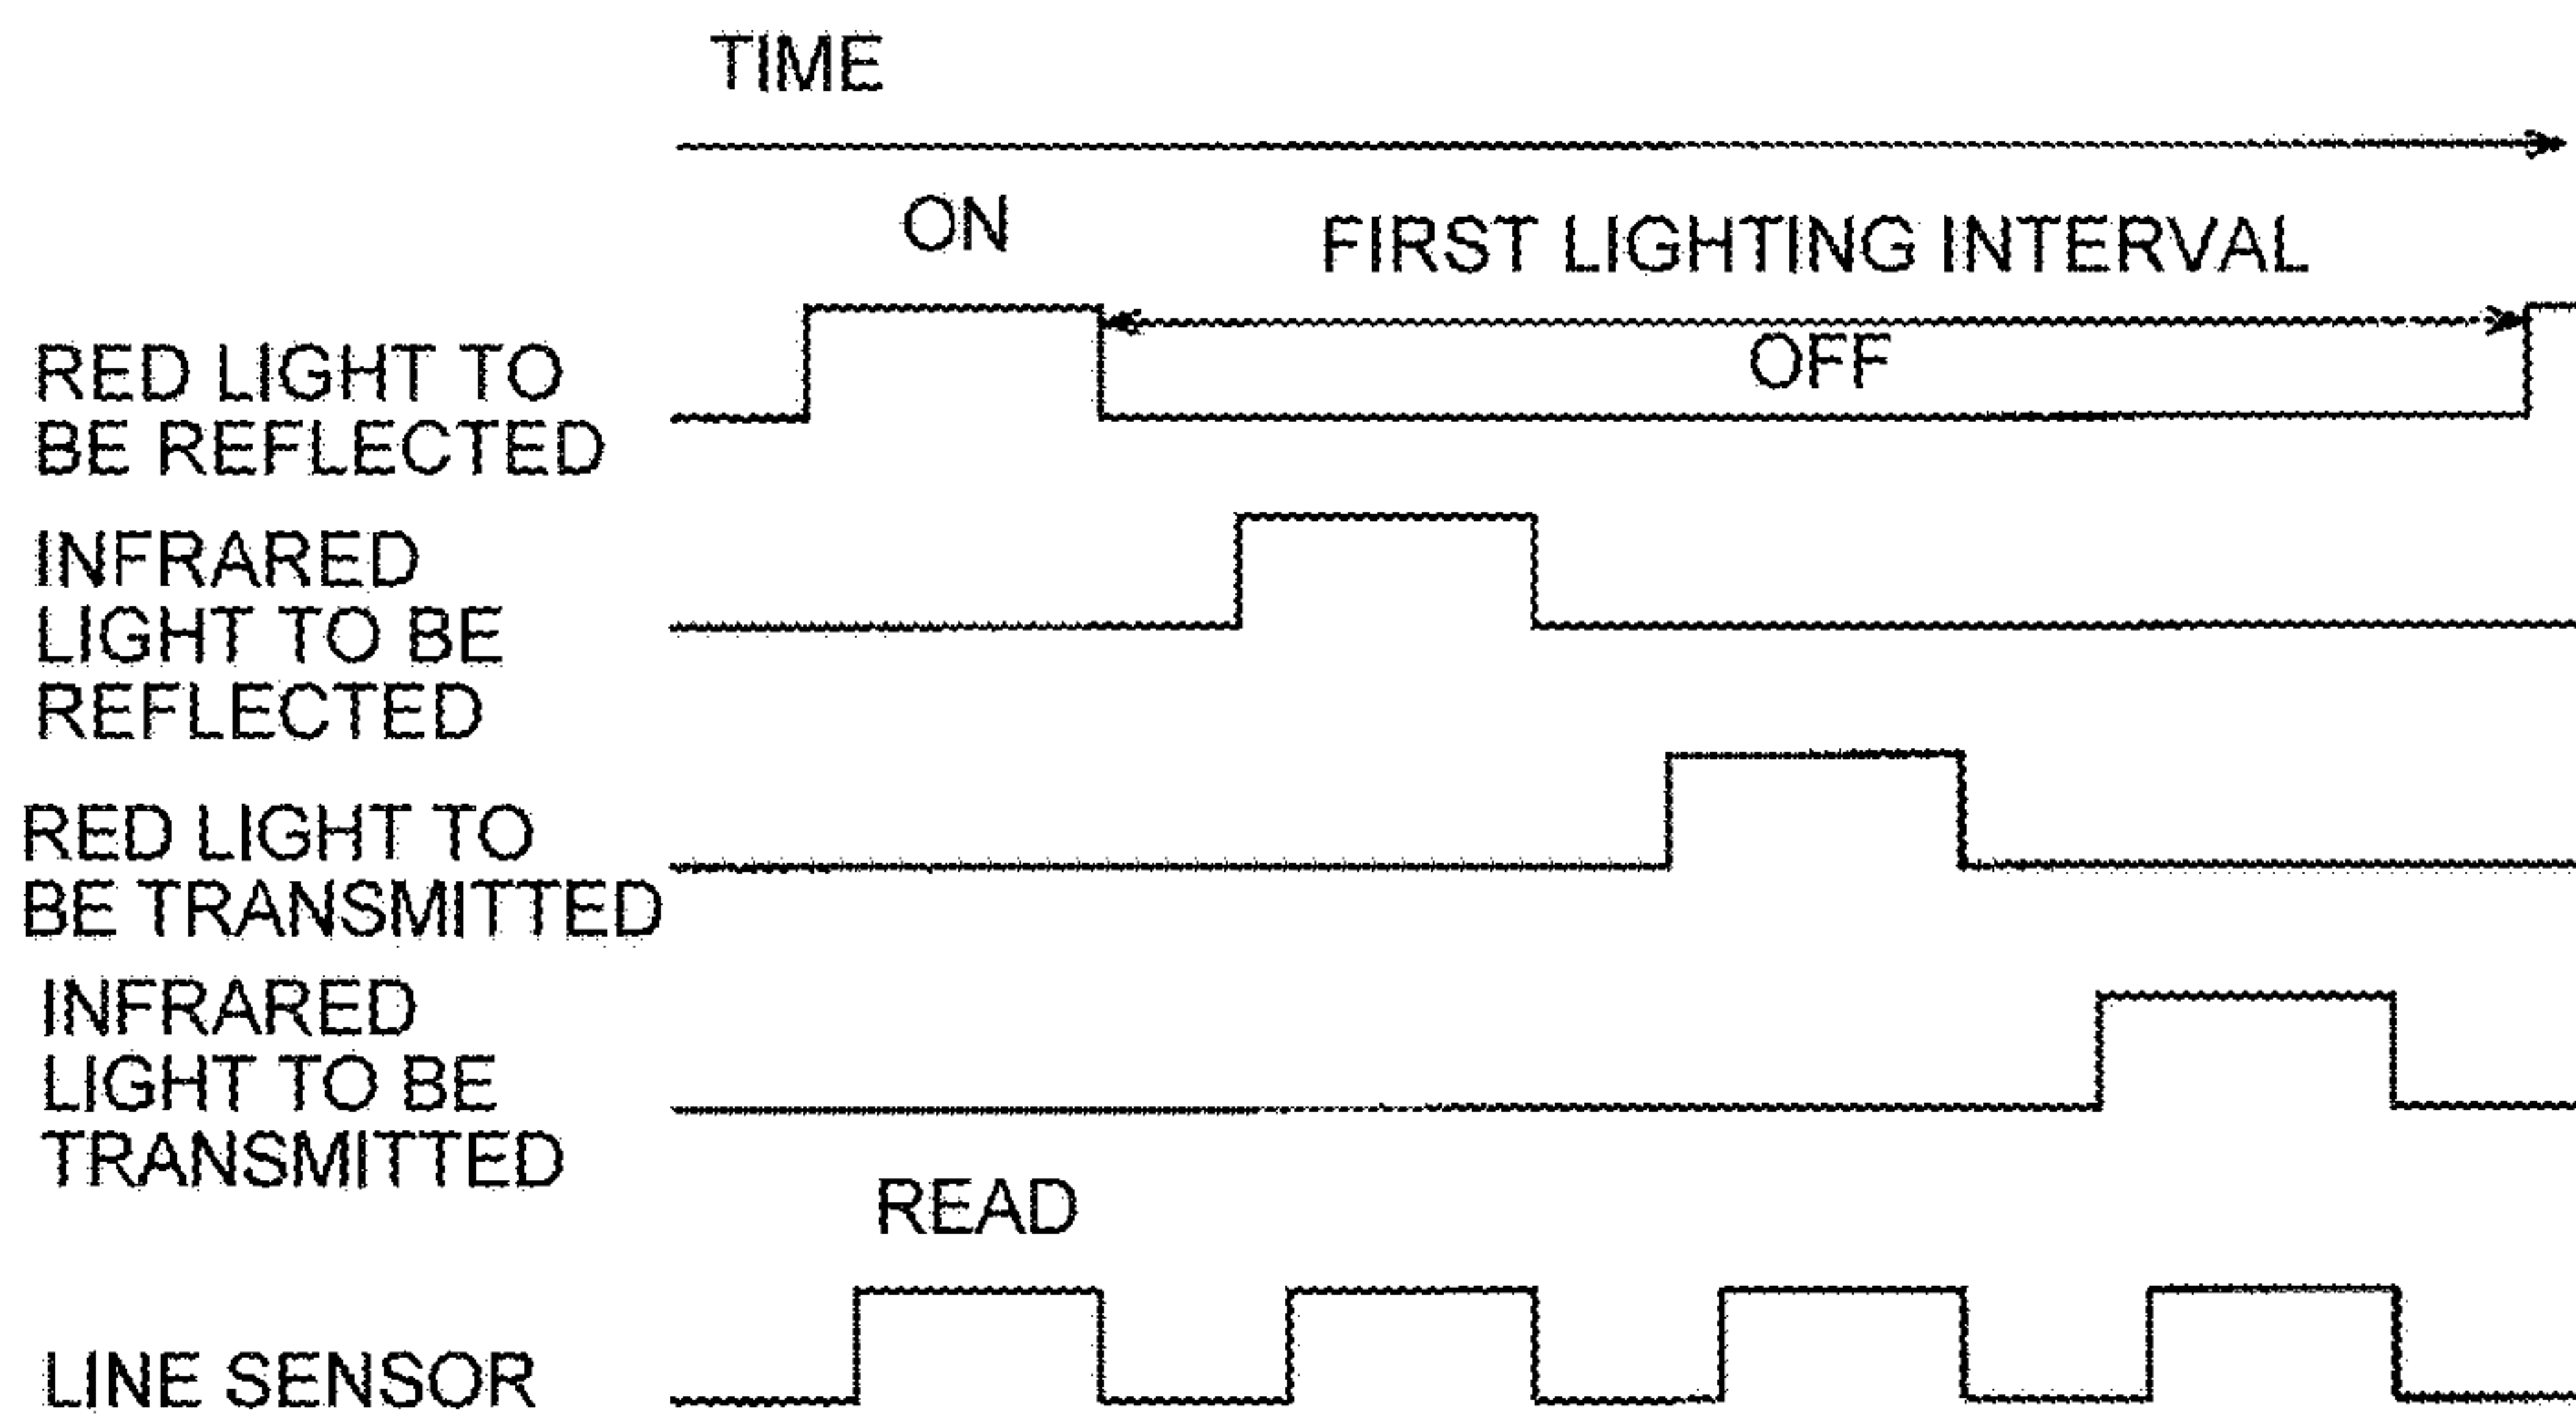 TIME
ON
FIRST LIGHTING INTERVAL
OFF
RED LIGHT TO
BE REFLECTED
INFRARED
LIGHT TO BE
REFLECTED
RED LIGHT TO
BE TRANSMITTED
INFRARED
LIGHT TO BE
TRANSMITTED
READ
LINE SENSOR